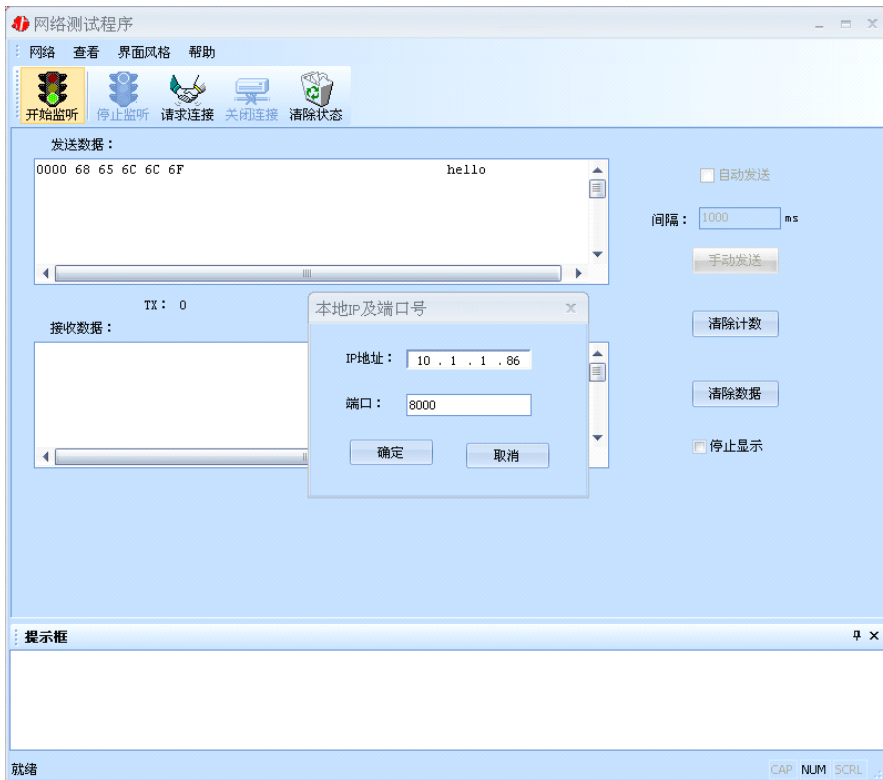 网络测试程序
网络 查看 界面风格 帮助
开始监听 停止监听 请求连接 关闭连接 清除状态
发送数据：
0000 68 65 6C 6C 6F hello
自动发送
间隔： 1000 ms
手动发送
TX： 0
接收数据：
本地IP及端口号
IP地址： 10 . 1 . 1 . 86
端口： 8000
确定 取消
清除计数
清除数据
停止显示
提示框
就绪 CAP NUM SCRL